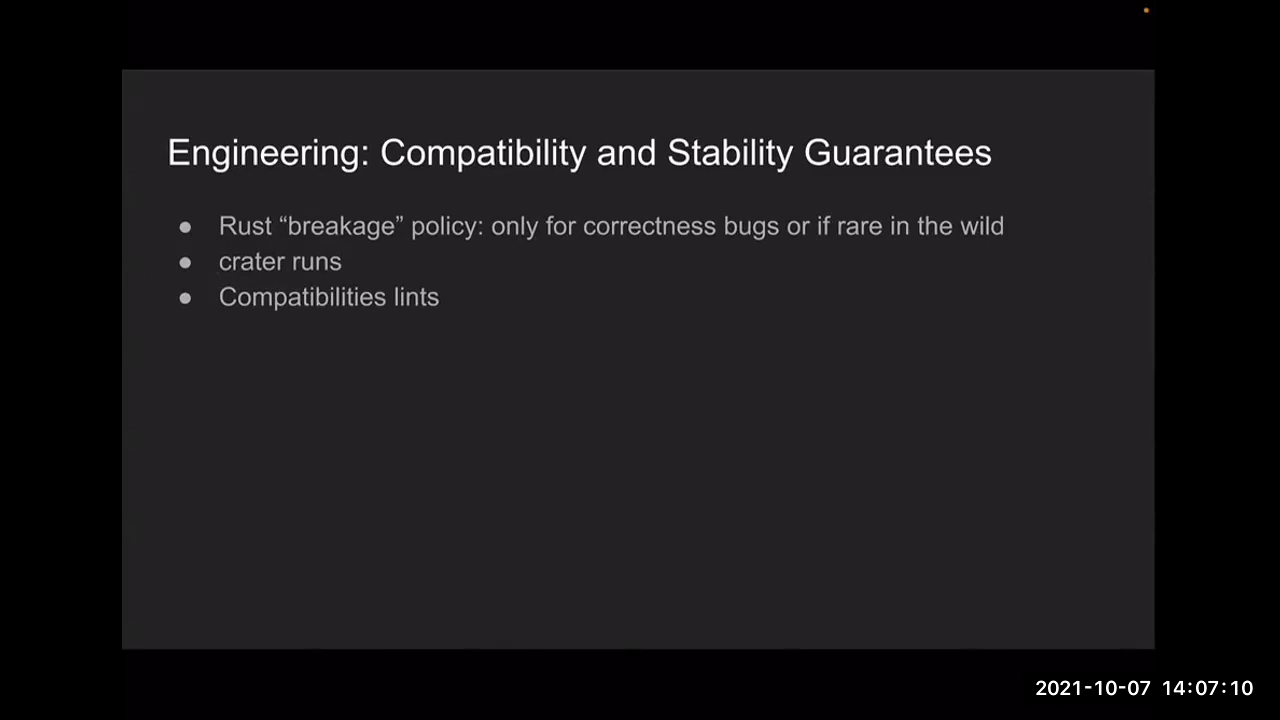 Engineering: Compatibility and Stability Guarantees
● Rust “breakage” policy: only for correctness bugs or if rare in the wild
● crater runs
● Compatibilities lints
2021-10-07 14:07:10